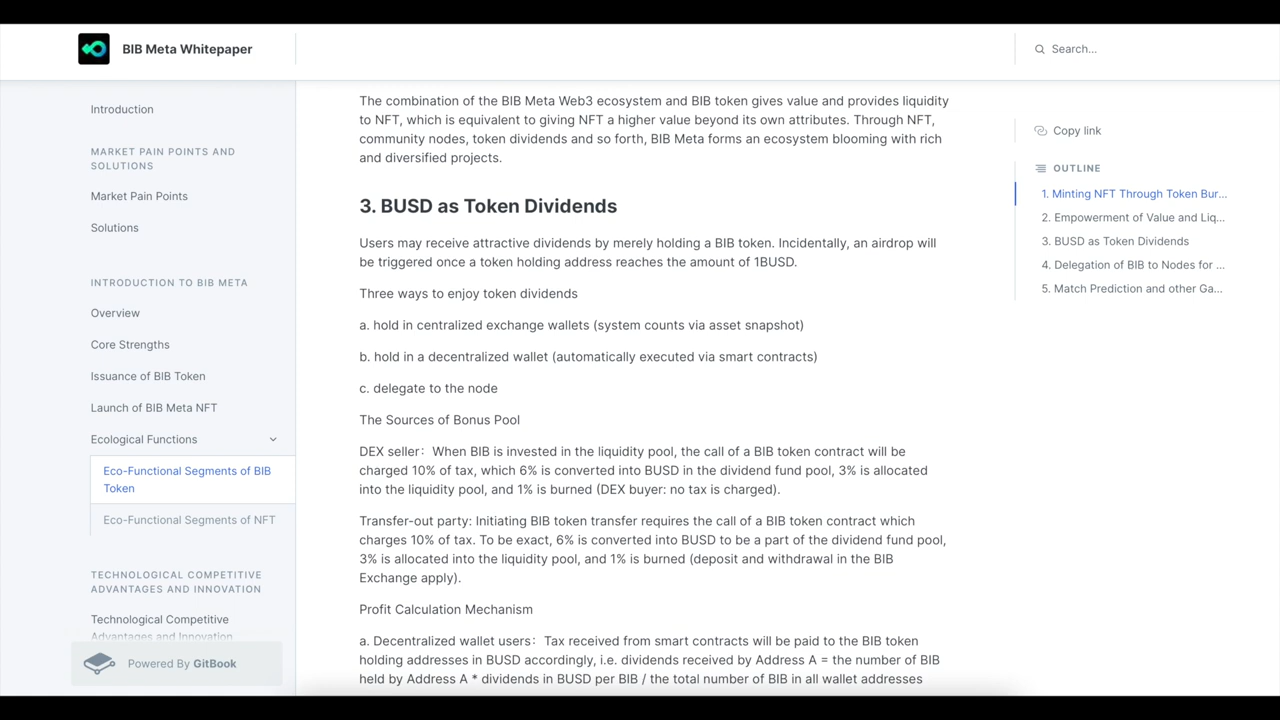 BIB Meta Whitepaper
Search...
Introduction
MARKET PAIN POINTS AND
SOLUTIONS
Market Pain Points
Solutions
INTRODUCTION TO BIB META
Overview
Core Strengths
Issuance of BIB Token
Launch of BIB Meta NFT
Ecological Functions
Eco-Functional Segments of BIB
Token
Eco-Functional Segments of NFT
TECHNOLOGICAL COMPETITIVE
ADVANTAGES AND INNOVATION
Technological Competitive
Advantages and Innovation
Powered By GitBook
The combination of the BIB Meta Web3 ecosystem and BIB token gives value and provides liquidity
to NFT, which is equivalent to giving NFT a higher value beyond its own attributes. Through NFT,
community nodes, token dividends and so forth, BIB Meta forms an ecosystem blooming with rich
and diversified projects.
3. BUSD as Token Dividends
Users may receive attractive dividends by merely holding a BIB token. Incidentally, an airdrop will
be triggered once a token holding address reaches the amount of 1BUSD.
Three ways to enjoy token dividends
a. hold in centralized exchange wallets (system counts via asset snapshot)
b. hold in a decentralized wallet (automatically executed via smart contracts)
c. delegate to the node
The Sources of Bonus Pool
DEX seller：When BIB is invested in the liquidity pool, the call of a BIB token contract will be
charged 10% of tax, which 6% is converted into BUSD in the dividend fund pool, 3% is allocated
into the liquidity pool, and 1% is burned (DEX buyer: no tax is charged).
Transfer-out party: Initiating BIB token transfer requires the call of a BIB token contract which
charges 10% of tax. To be exact, 6% is converted into BUSD to be a part of the dividend fund pool,
3% is allocated into the liquidity pool, and 1% is burned (deposit and withdrawal in the BIB
Exchange apply).
Profit Calculation Mechanism
a. Decentralized wallet users：Tax received from smart contracts will be paid to the BIB token
holding addresses in BUSD accordingly, i.e. dividends received by Address A = the number of BIB
held by Address A * dividends in BUSD per BIB / the total number of BIB in all wallet addresses
Copy link
OUTLINE
1. Minting NFT Through Token Bur...
2. Empowerment of Value and Liq...
3. BUSD as Token Dividends
4. Delegation of BIB to Nodes for ...
5. Match Prediction and other Ga...